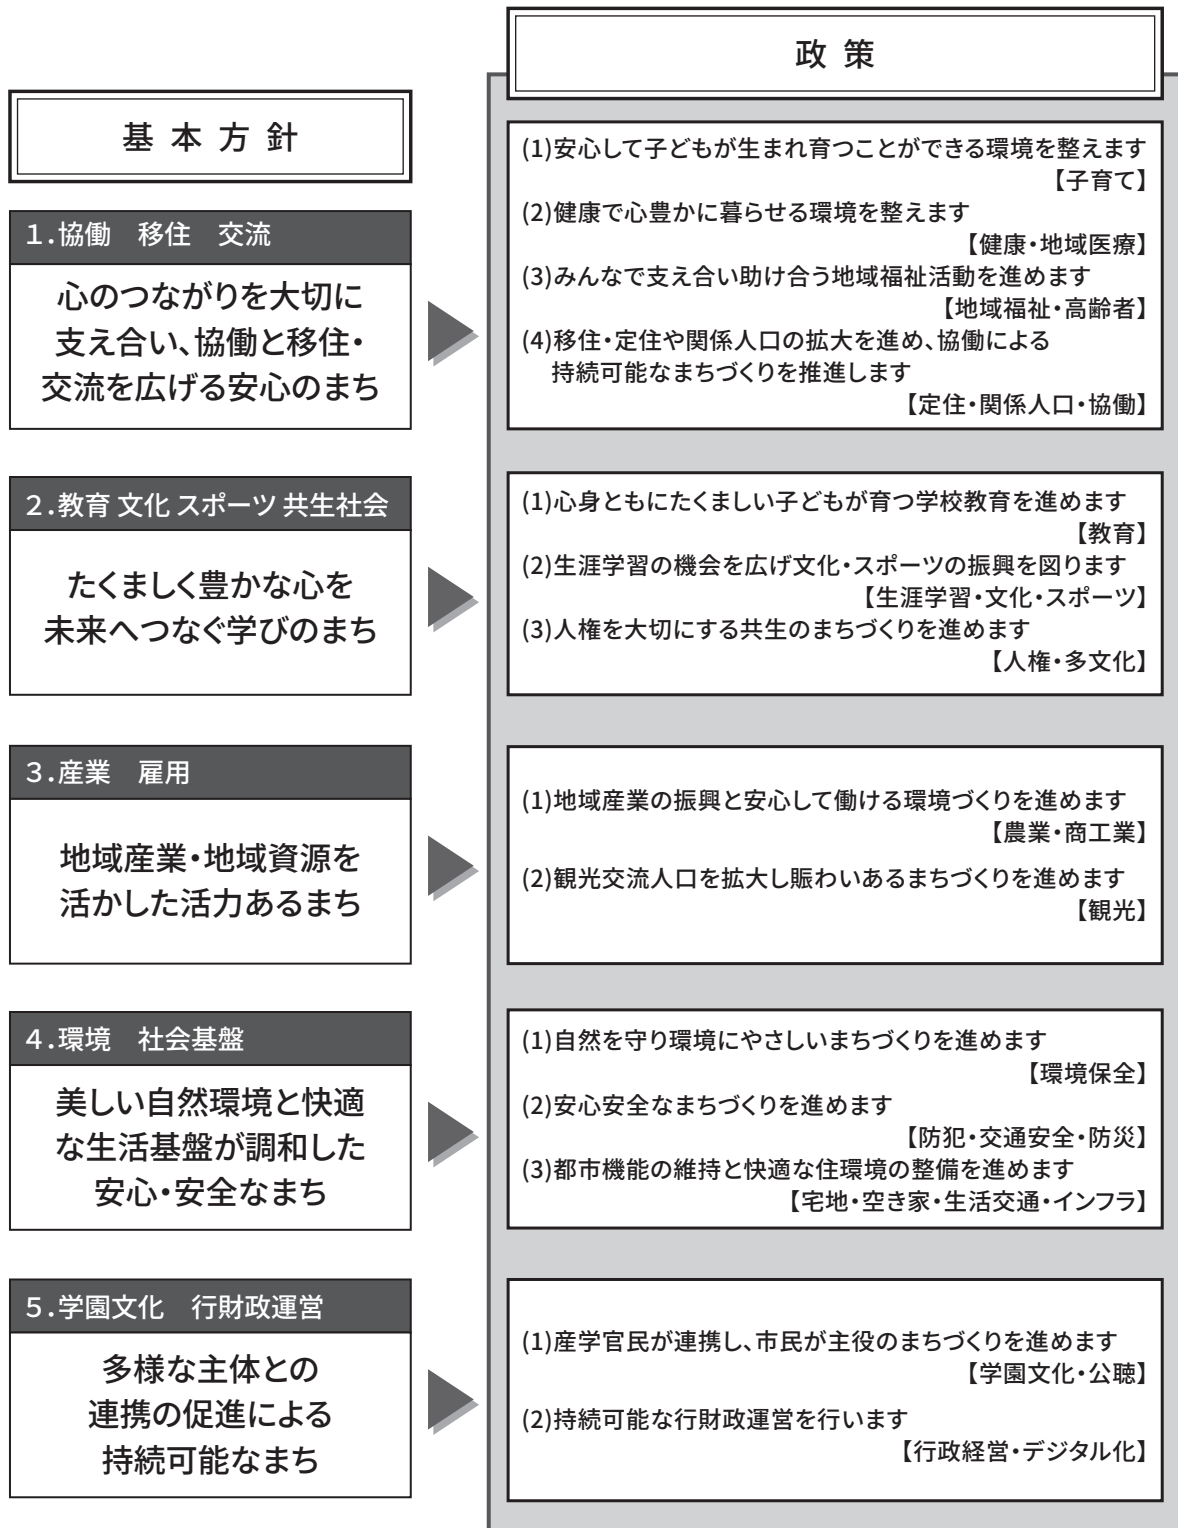 政策
基本方針
1.協働　移住　交流
心のつながりを大切に
支え合い、協働と移住・
交流を広げる安心のまち
(1)安心して子どもが生まれ育つことができる環境を整えます
【子育て】
(2)健康で心豊かに暮らせる環境を整えます
【健康・地域医療】
(3)みんなで支え合い助け合う地域福祉活動を進めます
【地域福祉・高齢者】
(4)移住・定住や関係人口の拡大を進め、協働による
持続可能なまちづくりを推進します
【定住・関係人口・協働】
2.教育 文化 スポーツ 共生社会
たくましく豊かな心を
未来へつなぐ学びのまち
(1)心身ともにたくましい子どもが育つ学校教育を進めます
【教育】
(2)生涯学習の機会を広げ文化・スポーツの振興を図ります
【生涯学習・文化・スポーツ】
(3)人権を大切にする共生のまちづくりを進めます
【人権・多文化】
3.産業　雇用
地域産業・地域資源を
活かした活力あるまち
(1)地域産業の振興と安心して働ける環境づくりを進めます
【農業・商工業】
(2)観光交流人口を拡大し賑わいあるまちづくりを進めます
【観光】
4.環境　社会基盤
美しい自然環境と快適
な生活基盤が調和した
安心・安全なまち
(1)自然を守り環境にやさしいまちづくりを進めます
【環境保全】
(2)安心安全なまちづくりを進めます
【防犯・交通安全・防災】
(3)都市機能の維持と快適な住環境の整備を進めます
【宅地・空き家・生活交通・インフラ】
5.学園文化　行財政運営
多様な主体との
連携の促進による
持続可能なまち
(1)産学官民が連携し、市民が主役のまちづくりを進めます
【学園文化・公聴】
(2)持続可能な行財政運営を行います
【行政経営・デジタル化】